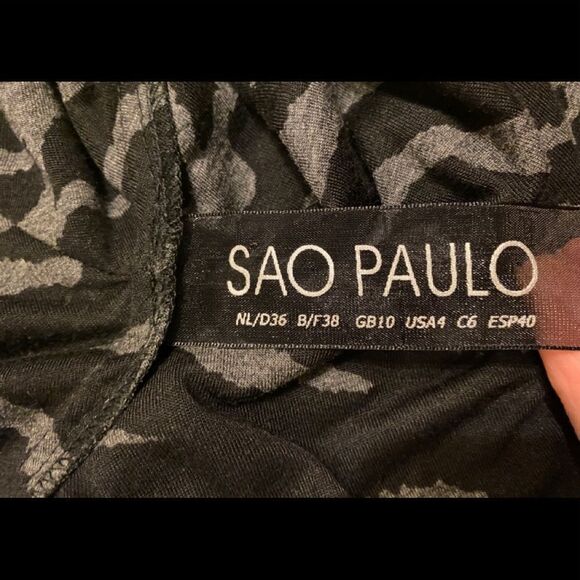 SAO PAULO
NL/D36 B/F38 GB10 USA4 C6 ESP40